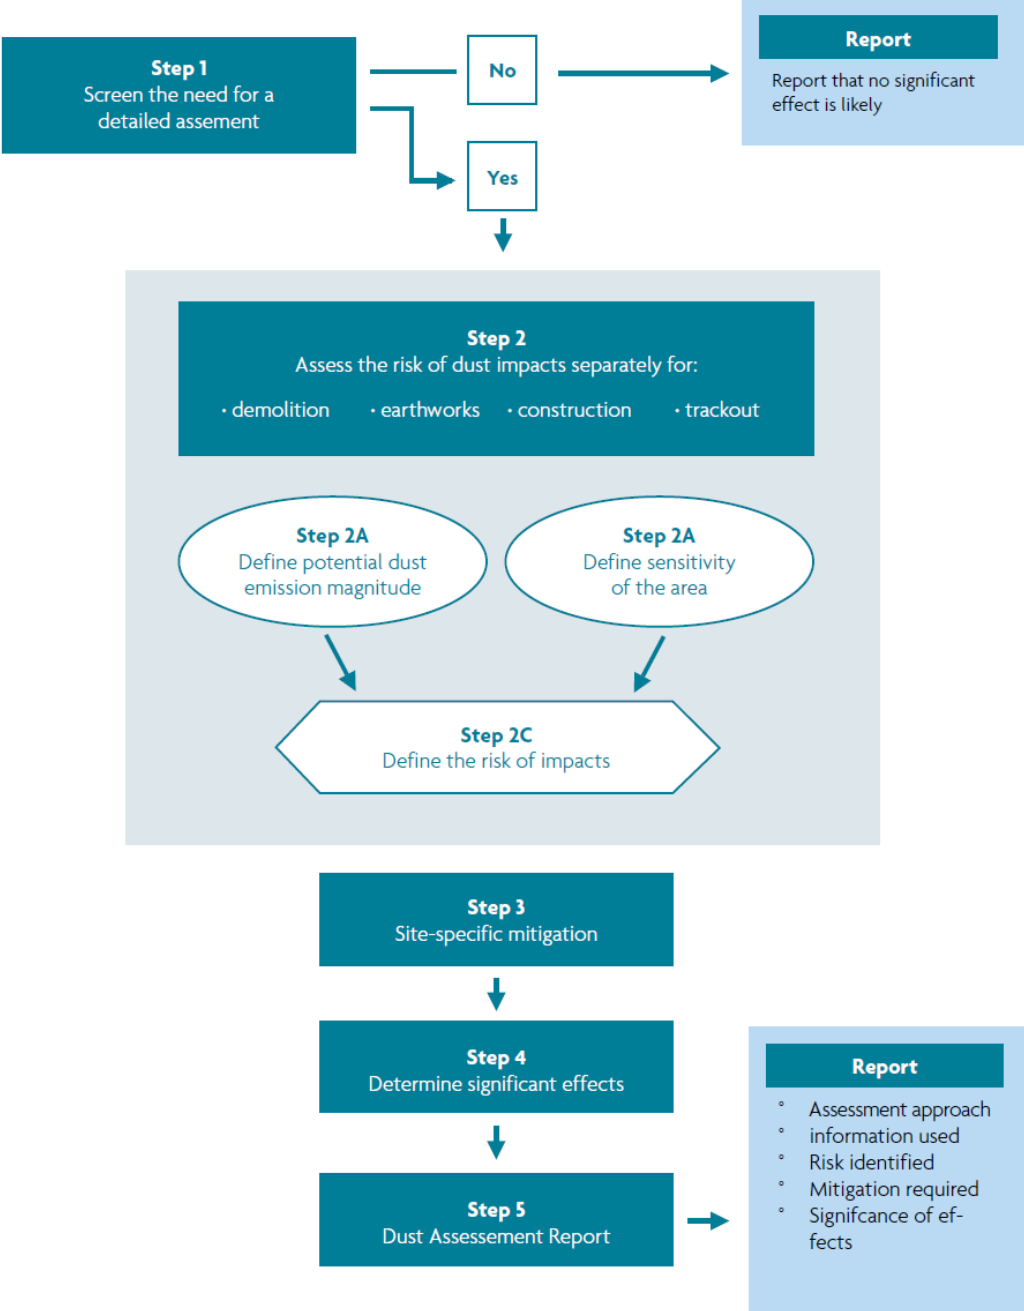 Step 1
Screen the need for a
detailed assement
No
Yes
Report
Report that no significant
effect is likely
Step 2
Assess the risk of dust impacts separately for:
· demolition · earthworks · construction · trackout
Step 2A
Define potential dust
emission magnitude
Step 2A
Define sensitivity
of the area
Step 2C
Define the risk of impacts
Step 3
Site-specific mitigation
Step 4
Determine significant effects
Step 5
Dust Assessement Report
Report
° Assessment approach
° information used
° Risk identified
° Mitigation required
° Signifcance of ef-
fects